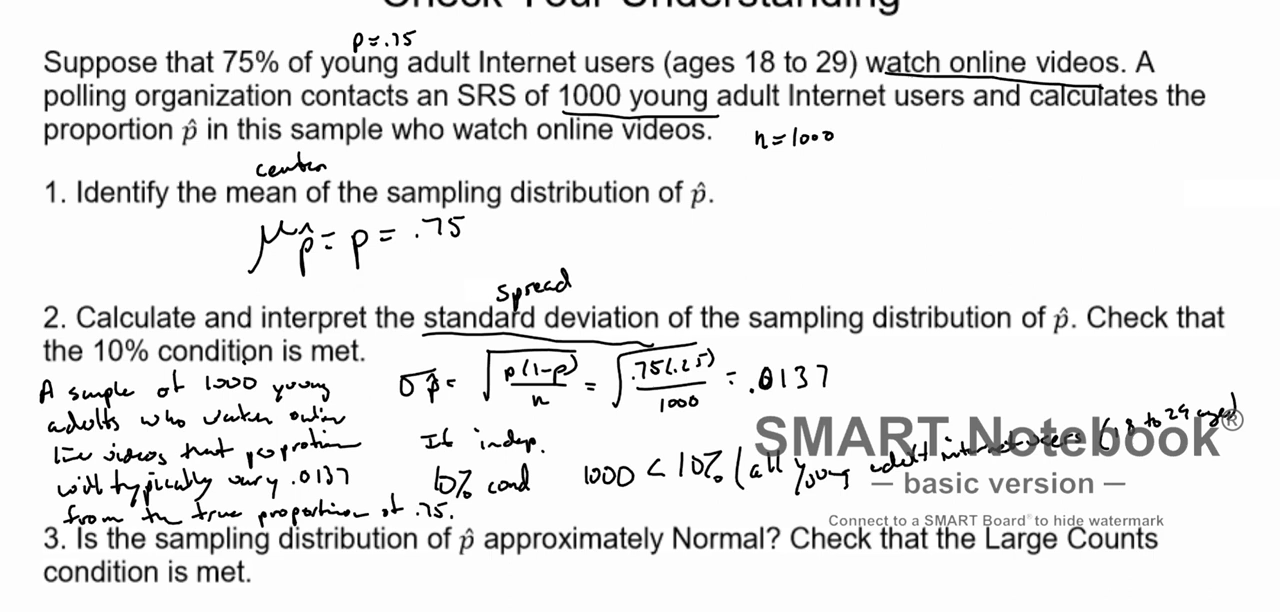 Check Your Understanding
p=.75
Suppose that 75% of young adult Internet users (ages 18 to 29) watch online videos. A
polling organization contacts an SRS of 1000 young adult Internet users and calculates the
proportion p̂ in this sample who watch online videos.
n=1000
center
1. Identify the mean of the sampling distribution of p̂.
μp̂ = p = .75
spread
2. Calculate and interpret the standard deviation of the sampling distribution of p̂. Check that
the 10% condition is met.
σp̂ = √(p(1-p)/n) = √(.75(.25)/1000) = .0137
A sample of 1000 young
adults who
videos that proportion
will typically vary .0137
from the true proportion of .75.
If indep.
10% cond 1000 < 10% (all young adult internet users (18 to 29 aged)
SMART Notebook®
— basic version —
Connect to a SMART Board® to hide watermark
3. Is the sampling distribution of p̂ approximately Normal? Check that the Large Counts
condition is met.